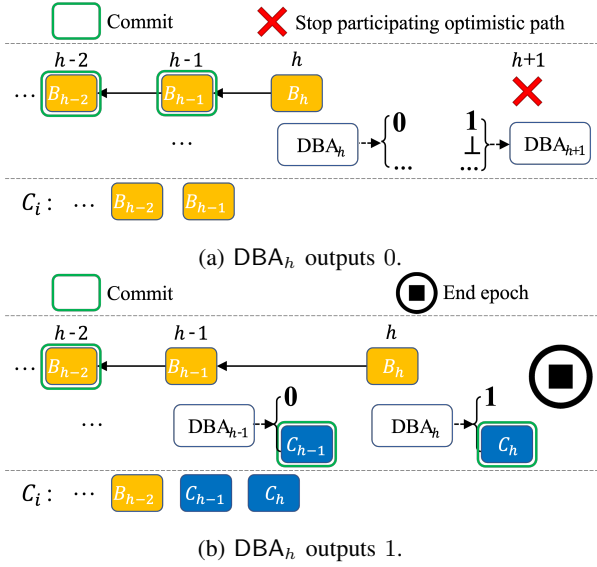 Commit Stop participating optimistic path
h-2 h-1 h h+1
... B_{h-2} B_{h-1} B_h
... DBA_h 0 ... 1 ⊥ ... DBA_{h+1}
C_i : ... B_{h-2} B_{h-1}
(a) DBA_h outputs 0.
Commit End epoch
h-2 h-1 h
... B_{h-2} B_{h-1} B_h
... DBA_{h-1} 0 C_{h-1} DBA_h 1 C_h
C_i : ... B_{h-2} C_{h-1} C_h
(b) DBA_h outputs 1.